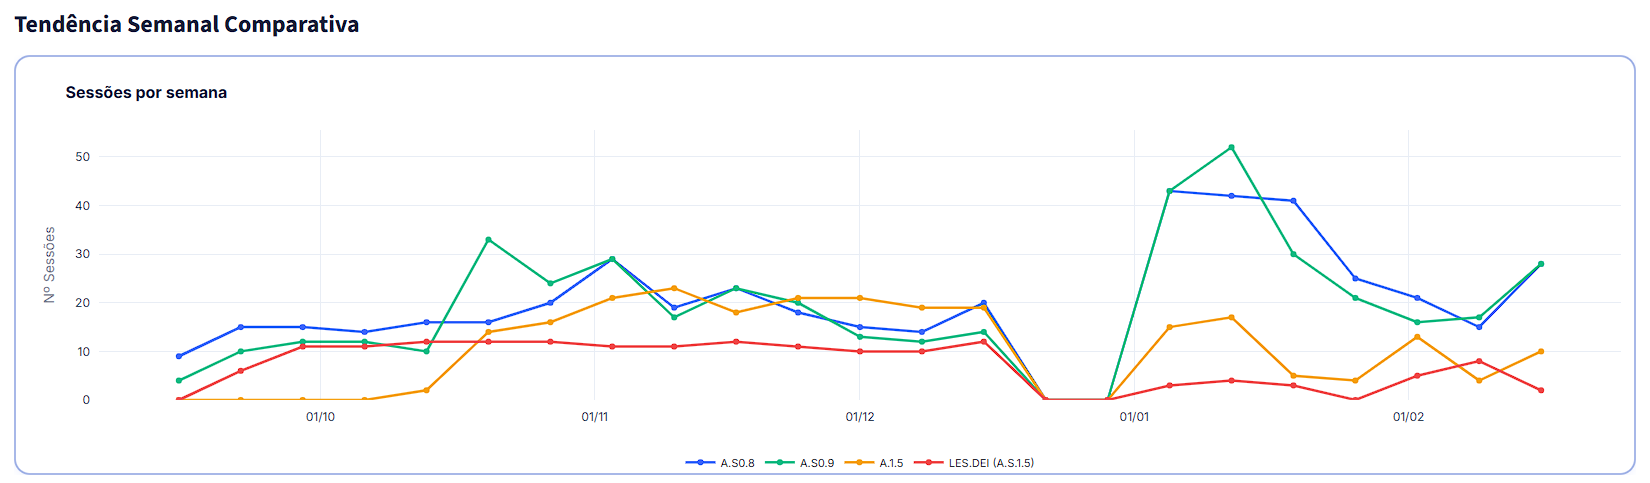 Tendência Semanal Comparativa
Sessões por semana
Nº Sessões
50
40
30
20
10
0
01/10 01/11 01/12 01/01 01/02
A.S0.8 A.S0.9 A.1.5 LES.DEI (A.S.1.5)